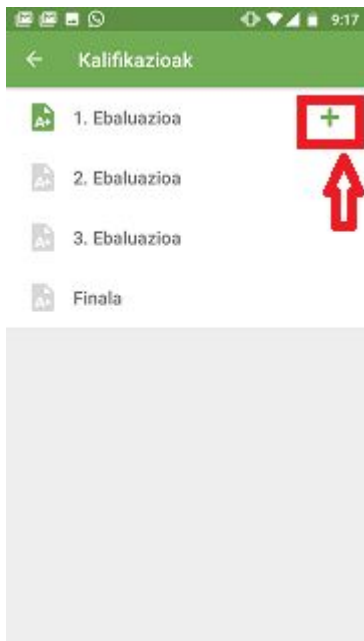 9:17
Kalifikazioak
A+ 1. Ebaluazioa +
A+ 2. Ebaluazioa
A+ 3. Ebaluazioa
A+ Finala